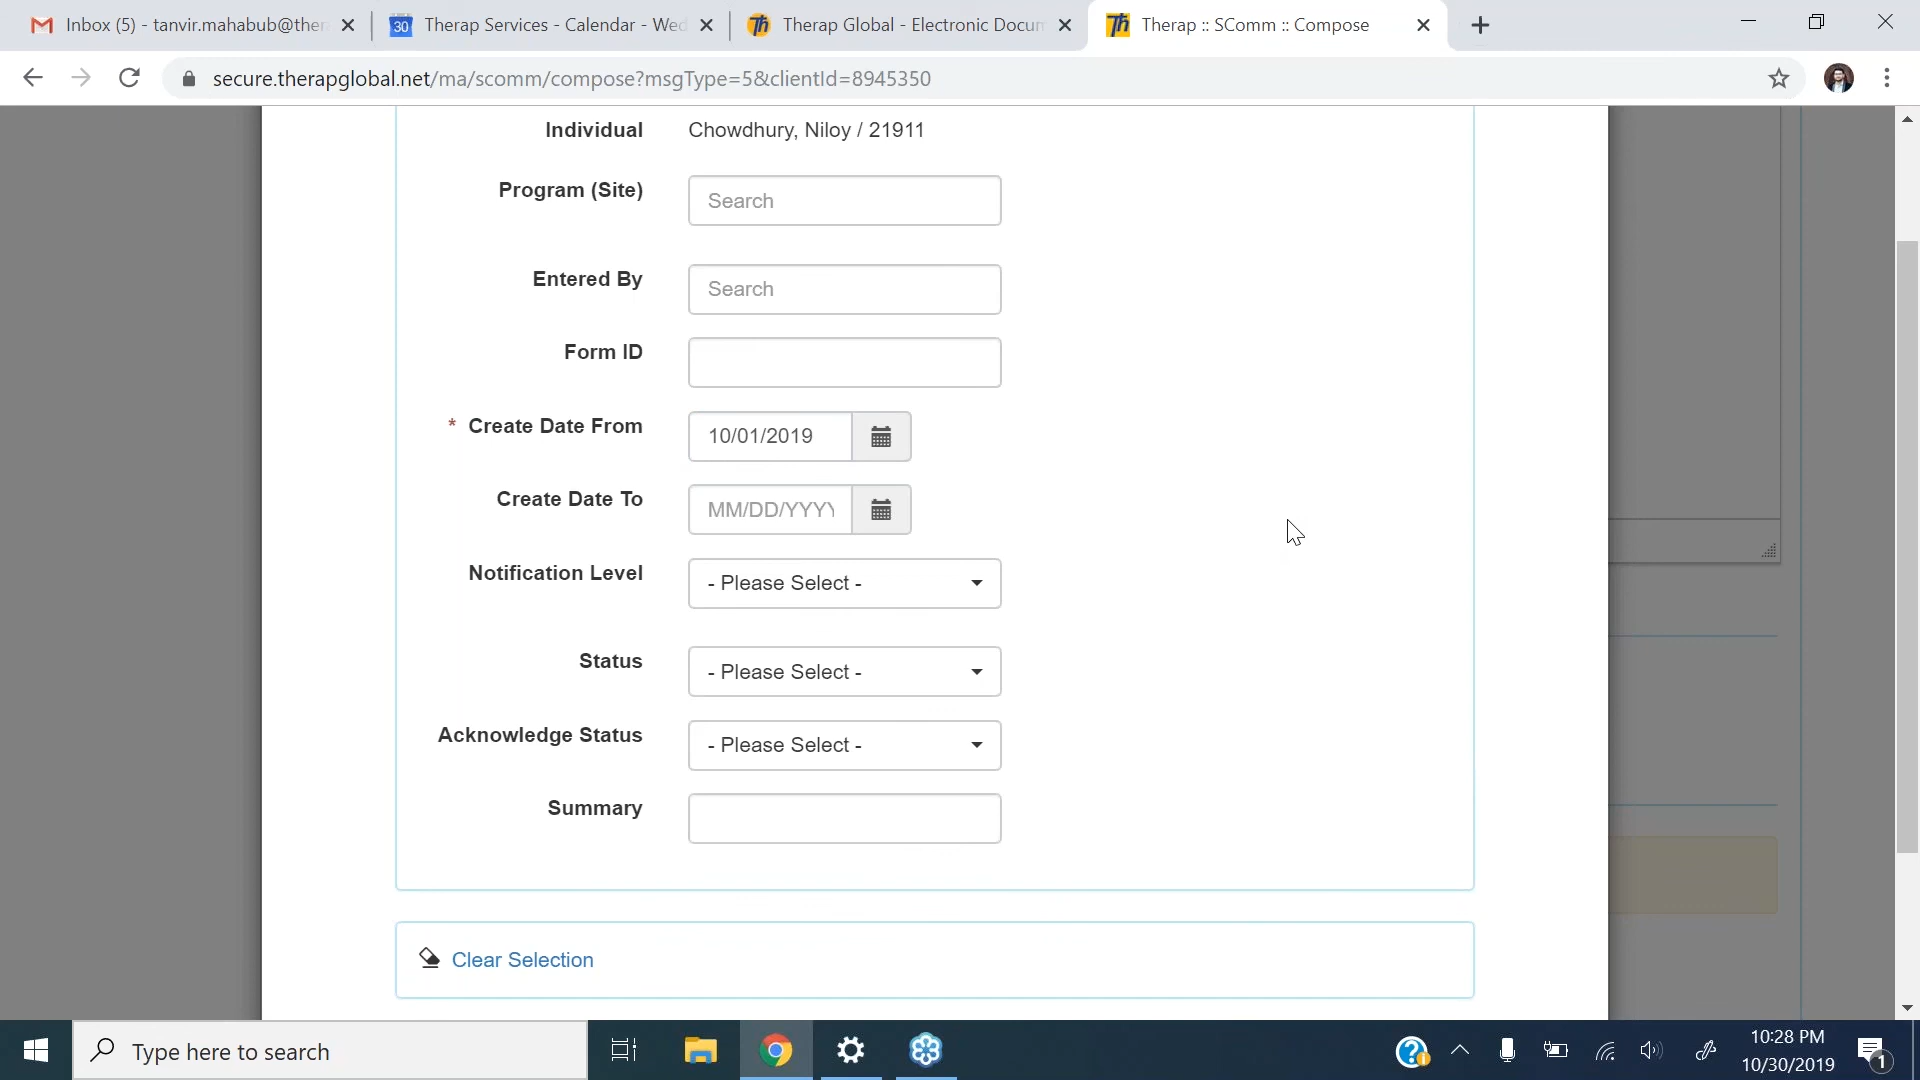 Inbox (5) - tanvir.mahabub@ther
Therap Services - Calendar - Wed
Therap Global - Electronic Docum
Therap :: SComm :: Compose
secure.therapglobal.net/ma/scomm/compose?msgType=5&clientId=8945350
Individual Chowdhury, Niloy / 21911
Program (Site) Search
Entered By Search
Form ID
* Create Date From 10/01/2019
Create Date To MM/DD/YYYY
Notification Level - Please Select -
Status - Please Select -
Acknowledge Status - Please Select -
Summary
Clear Selection
Type here to search
10:28 PM
10/30/2019
1